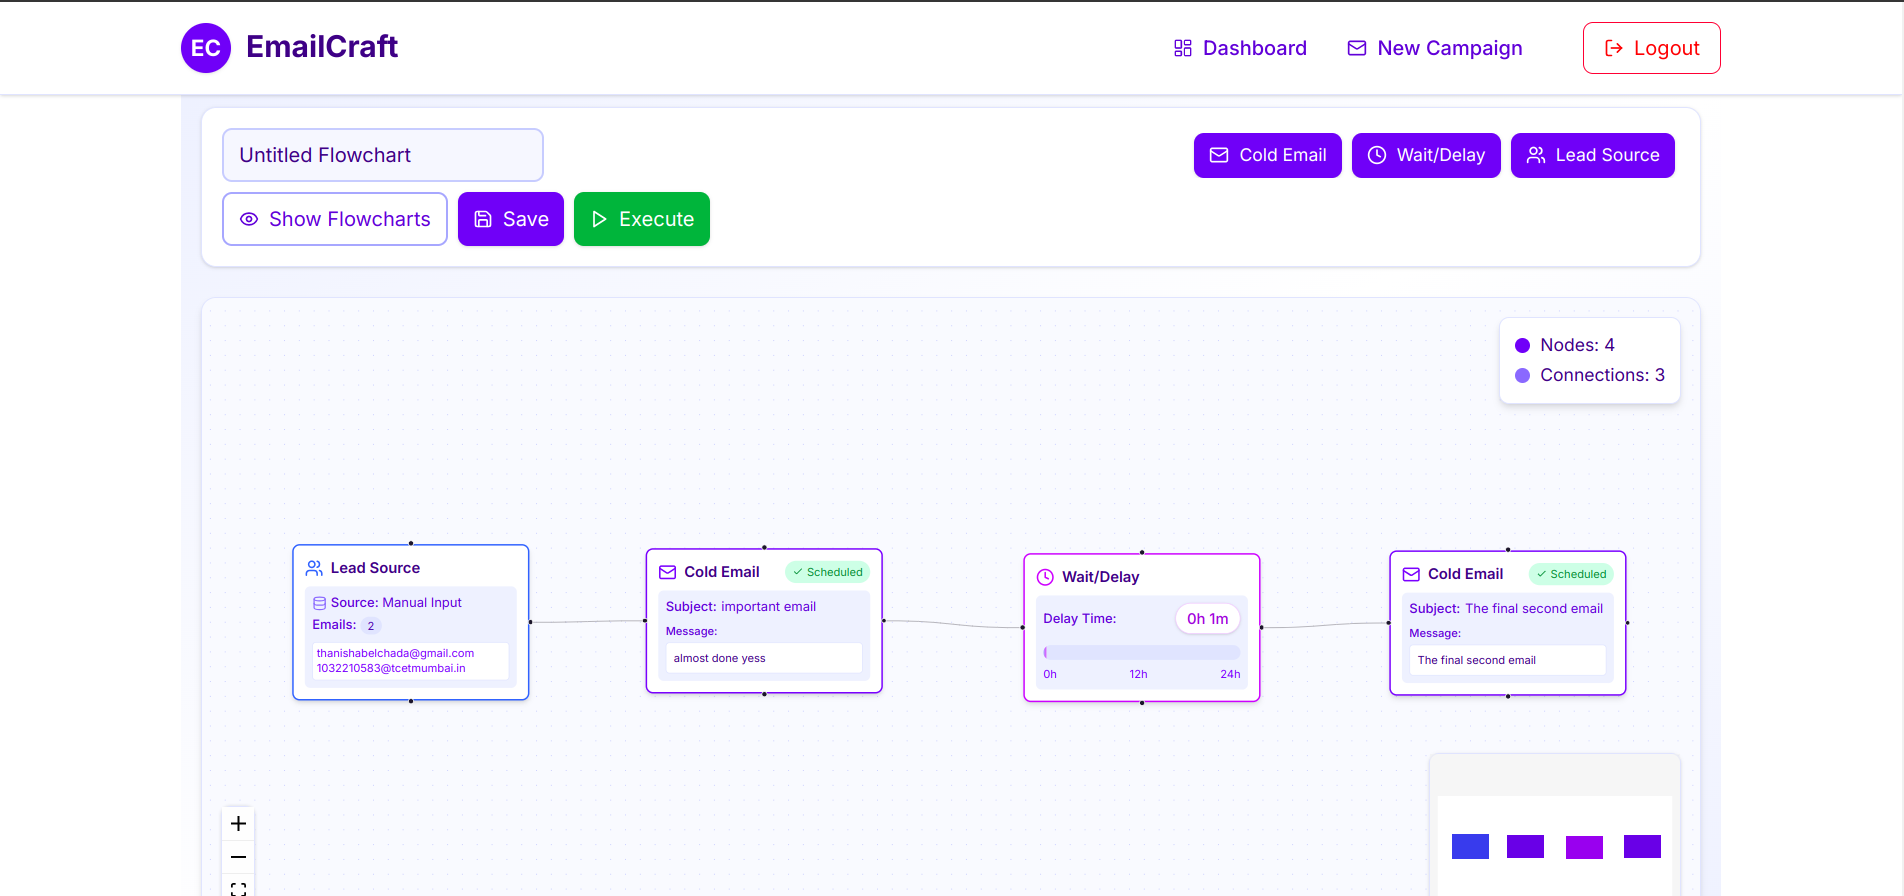 EC EmailCraft
Dashboard
New Campaign
Logout
Untitled Flowchart
Cold Email
Wait/Delay
Lead Source
Show Flowcharts
Save
Execute
Nodes: 4
Connections: 3
Lead Source
Source: Manual Input
Emails: 2
thanishabelchada@gmail.com
1032210583@tcetmumbai.in
Cold Email
Scheduled
Subject: important email
Message:
almost done yess
Wait/Delay
Delay Time: 0h 1m
0h 12h 24h
Cold Email
Scheduled
Subject: The final second email
Message:
The final second email